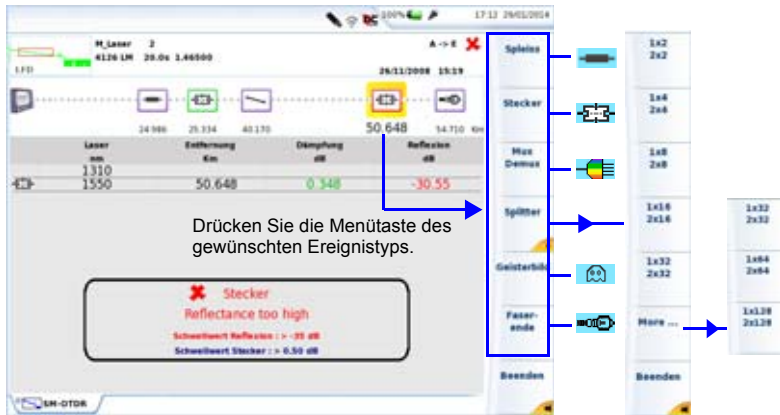 100% 17:12 29/01/2014
M_Laser 2 A -> E
4126 LM 20.0s 1.46500
LFD 26/11/2008 15:19
24.986 25.334 40.170 50.648 54.710 Km
Laser Entfernung Dämpfung Reflexion
nm Km dB dB
1310
1550 50.648 0.348 -30.55
Drücken Sie die Menütaste des
gewünschten Ereignistyps.
Stecker
Reflectance too high
Schwellwert Reflexion : > -35 dB
Schwellwert Stecker : > 0.50 dB
SM-OTDR
Spleiss
Stecker
Mux
Demux
Splitter
Geisterbild
Faser-
ende
Beenden
1x2
2x2
1x4
2x4
1x8
2x8
1x16
2x16
1x32
2x32
More ...
Beenden
1x32
2x32
1x64
2x64
1x128
2x128